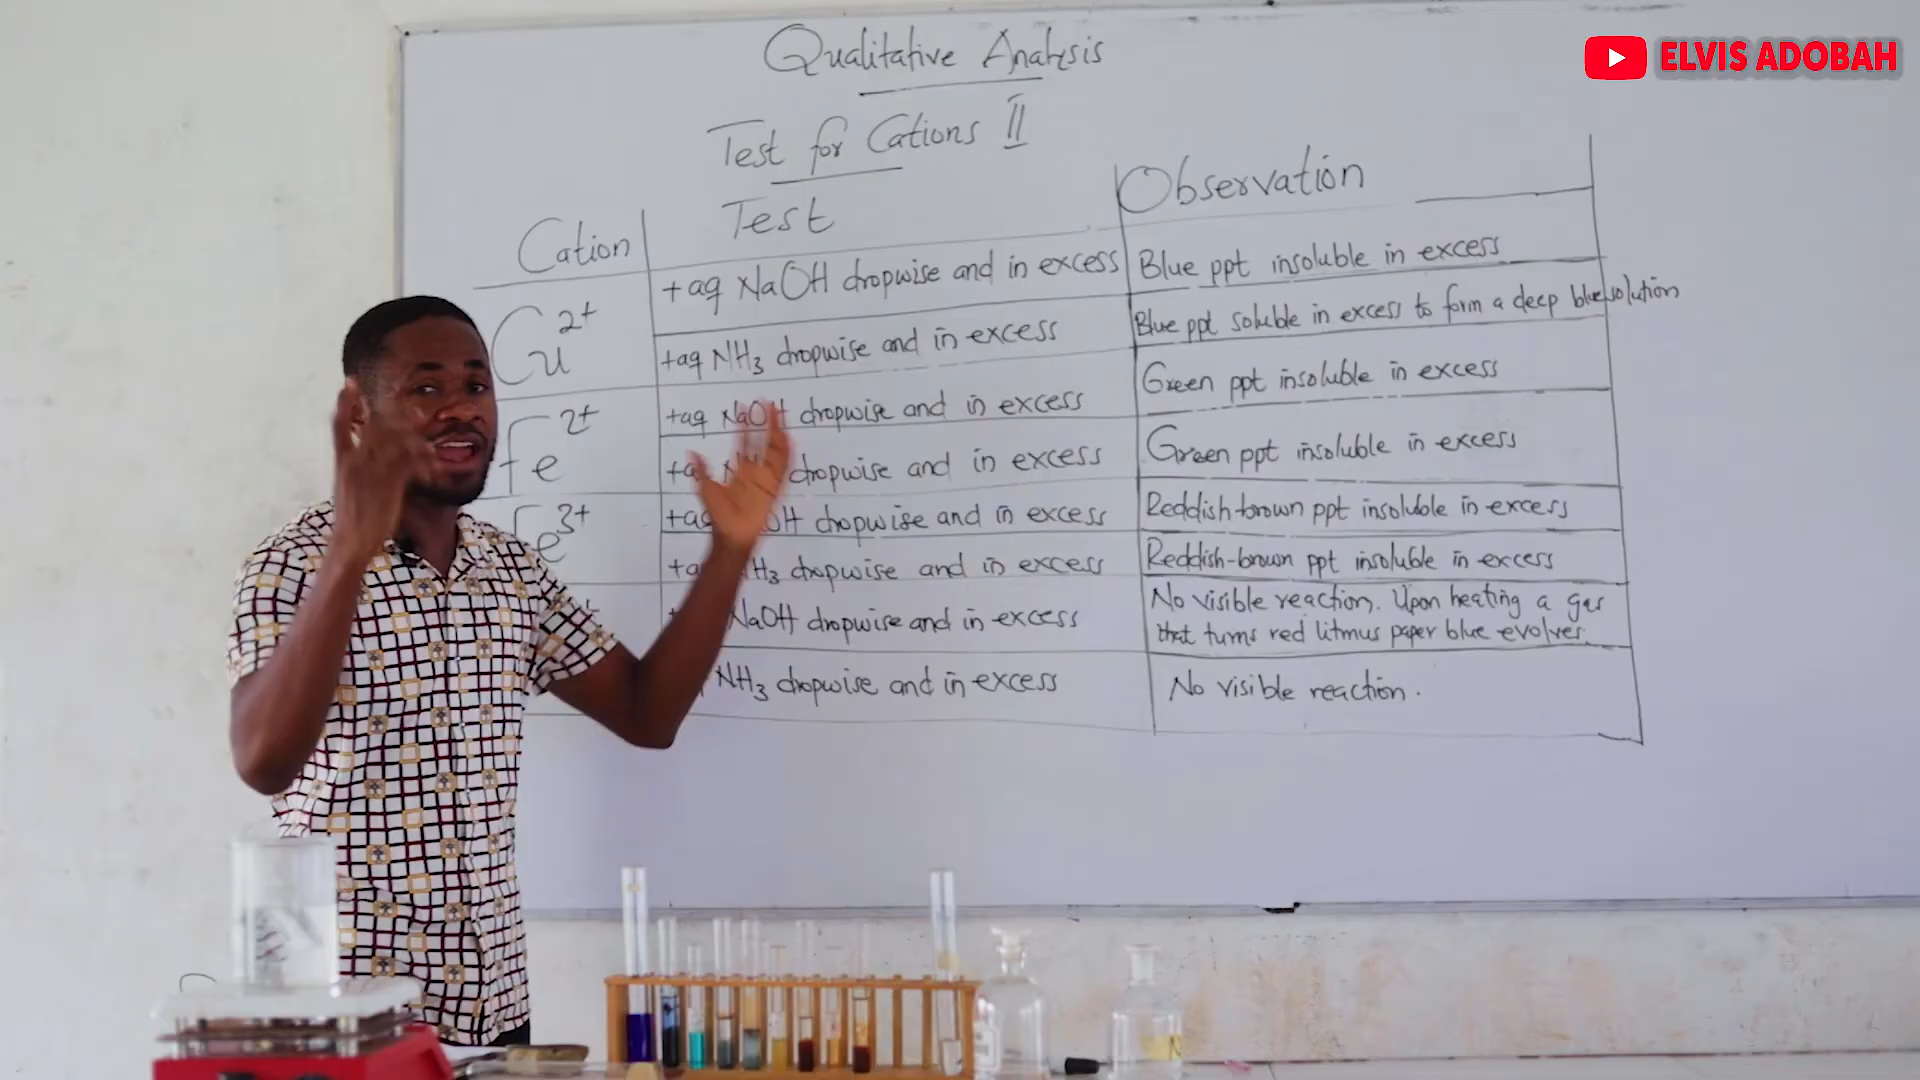 ELVIS ADOBAH
Qualitative Analysis
Test for Cations II
Cation Test Observation
Cu2+ +aq NaOH dropwise and in excess Blue ppt insoluble in excess
+aq NH3 dropwise and in excess Blue ppt soluble in excess to form a deep blue solution
Fe2+ +aq NaOH dropwise and in excess Green ppt insoluble in excess
dropwise and in excess Green ppt insoluble in excess
Fe3+ dropwise and in excess Reddish-brown ppt insoluble in excess
dropwise and in excess Reddish-brown ppt insoluble in excess
NaOH dropwise and in excess No visible reaction. Upon heating a gas
that turns red litmus paper blue evolves.
NH3 dropwise and in excess No visible reaction.